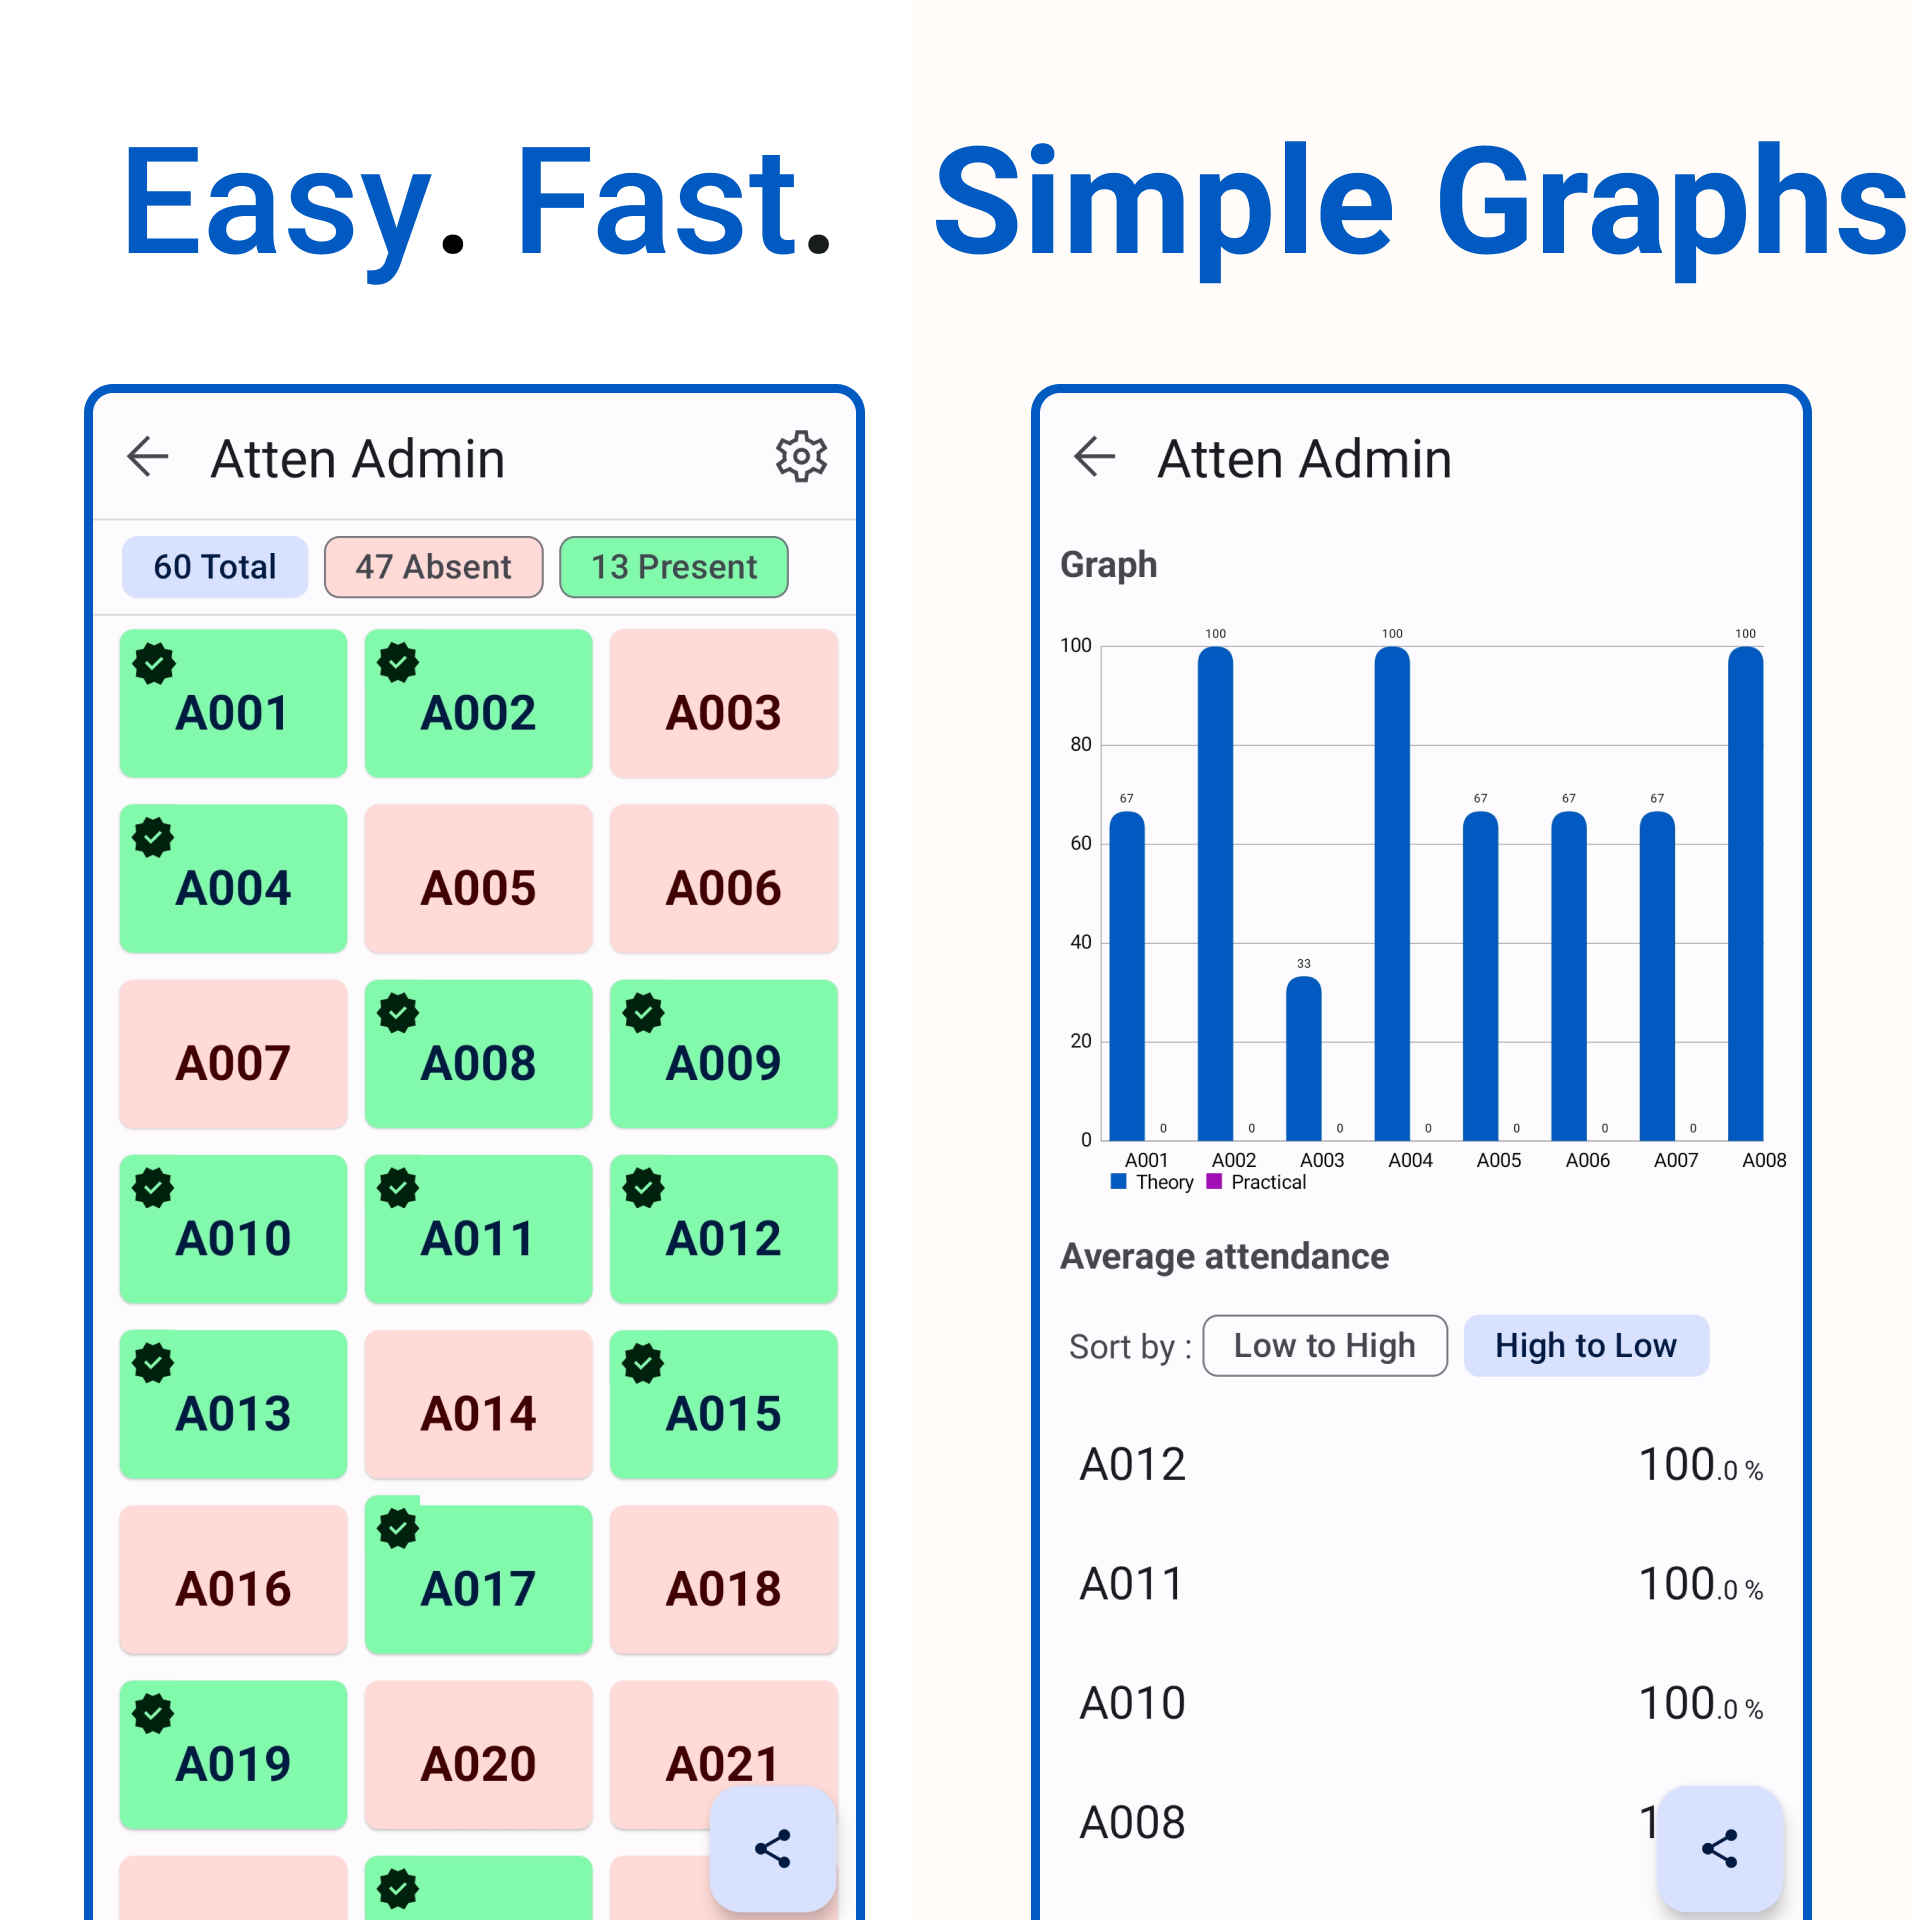 Easy. Fast.
Atten Admin
60 Total
47 Absent
13 Present
A001
A002
A003
A004
A005
A006
A007
A008
A009
A010
A011
A012
A013
A014
A015
A016
A017
A018
A019
A020
A021
Simple Graphs
Atten Admin
Graph
100
80
60
40
20
0
67
100
33
100
67
67
67
100
0
0
0
0
0
0
0
A001
A002
A003
A004
A005
A006
A007
A008
Theory
Practical
Average attendance
Sort by :
Low to High
High to Low
A012 100.0 %
A011 100.0 %
A010 100.0 %
A008 1